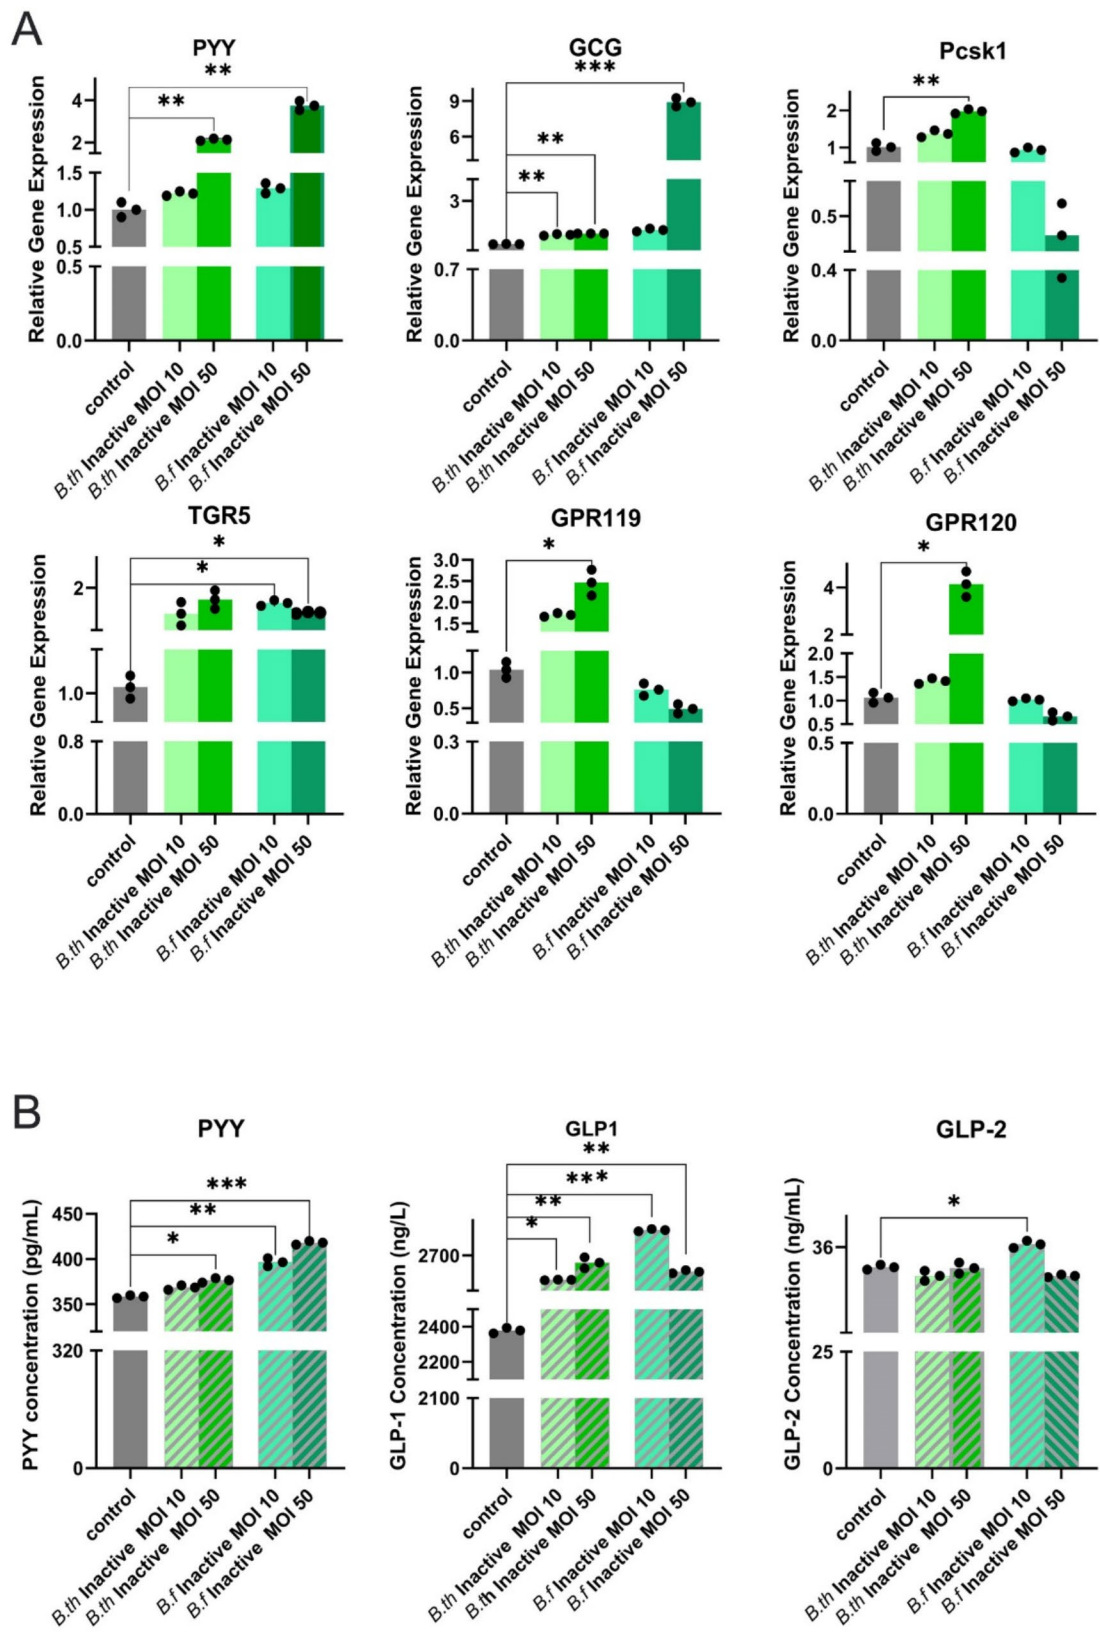 A
PYY
**
**
Relative Gene Expression
4
2
1.5
1.0
0.5
0.5
0.0
control
B.th Inactive MOI 10
B.th Inactive MOI 50
B.f Inactive MOI 10
B.f Inactive MOI 50
GCG
***
**
**
Relative Gene Expression
9
6
3
0.7
0.0
control
B.th Inactive MOI 10
B.th Inactive MOI 50
B.f Inactive MOI 10
B.f Inactive MOI 50
Pcsk1
**
Relative Gene Expression
2
1
0.5
0.4
0.0
control
B.th Inactive MOI 10
B.th Inactive MOI 50
B.f Inactive MOI 10
B.f Inactive MOI 50
TGR5
*
*
Relative Gene Expression
2
1.0
0.8
0.0
control
B.th Inactive MOI 10
B.th Inactive MOI 50
B.f Inactive MOI 10
B.f Inactive MOI 50
GPR119
*
Relative Gene Expression
3.0
2.5
2.0
1.5
1.0
0.5
0.3
0.0
control
B.th Inactive MOI 10
B.th Inactive MOI 50
B.f Inactive MOI 10
B.f Inactive MOI 50
GPR120
*
Relative Gene Expression
4
2
2.0
1.5
1.0
0.5
0.5
0.0
control
B.th Inactive MOI 10
B.th Inactive MOI 50
B.f Inactive MOI 10
B.f Inactive MOI 50
B
PYY
***
**
*
PYY concentration (pg/mL)
450
400
350
320
0
control
B.th Inactive MOI 10
B.th Inactive MOI 50
B.f Inactive MOI 10
B.f Inactive MOI 50
GLP1
**
***
**
*
GLP-1 Concentration (ng/L)
2700
2400
2200
2100
0
control
B.th Inactive MOI 10
B.th Inactive MOI 50
B.f Inactive MOI 10
B.f Inactive MOI 50
GLP-2
*
GLP-2 Concentration (ng/mL)
36
25
0
control
B.th Inactive MOI 10
B.th Inactive MOI 50
B.f Inactive MOI 10
B.f Inactive MOI 50